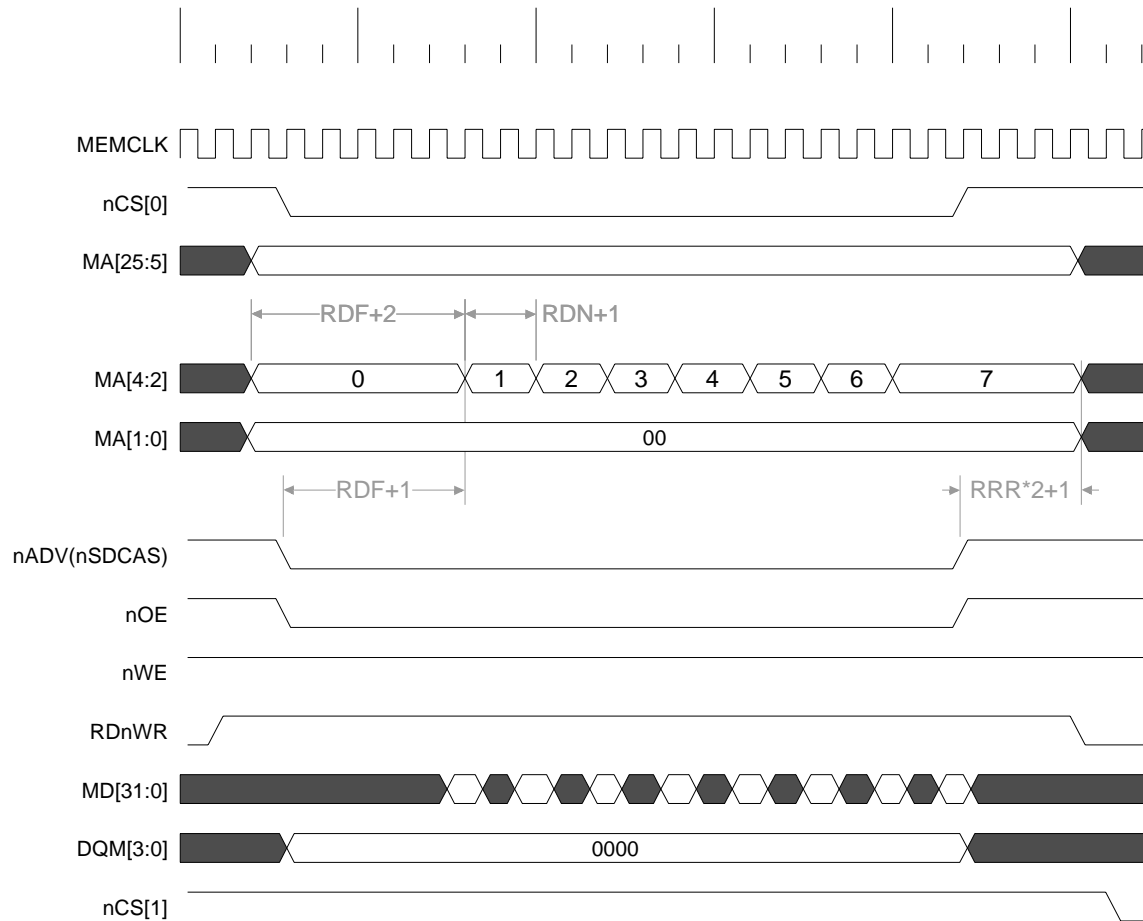 MEMCLK
nCS[0]
MA[25:5]
RDF+2 RDN+1
MA[4:2] 0 1 2 3 4 5 6 7
MA[1:0] 00
RDF+1 RRR*2+1
nADV(nSDCAS)
nOE
nWE
RDnWR
MD[31:0]
DQM[3:0] 0000
nCS[1]